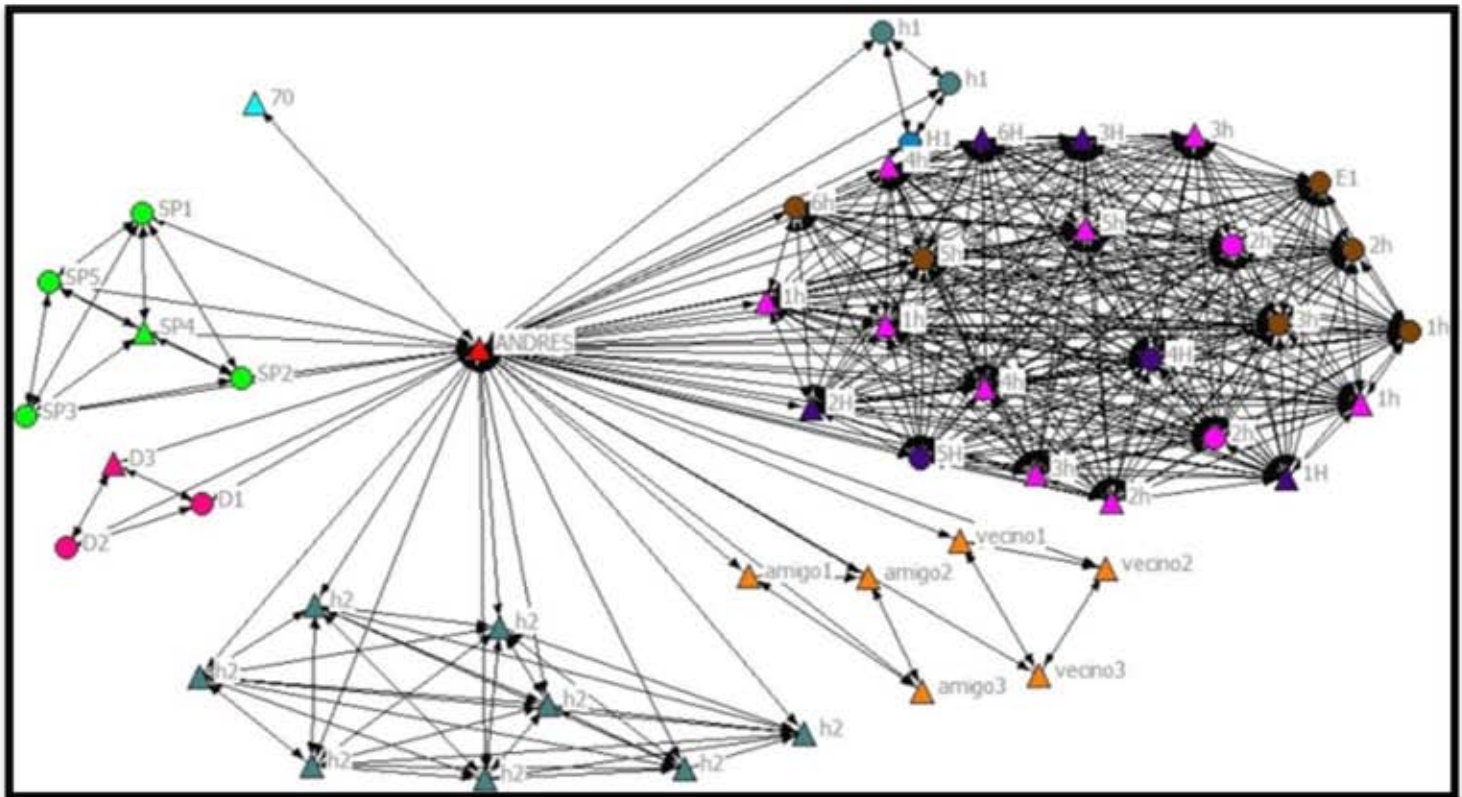 h1
h1
70
H1
6H
3H
3h
4h
E1
6h
SP1
5h
2h
2h
5h
SP5
1h
1h
3h
1h
SP4
ANDRES
4H
SP2
4h
2H
1h
SP3
2h
D3
5H
3h
1H
2h
D1
vecino1
D2
vecino2
amigo1
amigo2
h2
h2
h2
vecino3
amigo3
h2
h2
h2
h2
h2